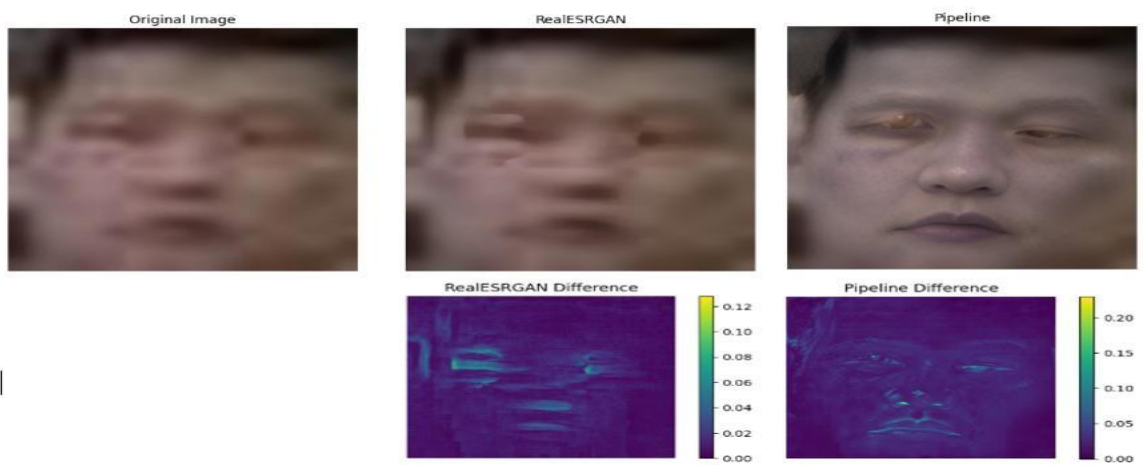 Original Image
RealESRGAN
Pipeline
RealESRGAN Difference
Pipeline Difference
0.12
0.10
0.08
0.06
0.04
0.02
0.00
0.20
0.15
0.10
0.05
0.00